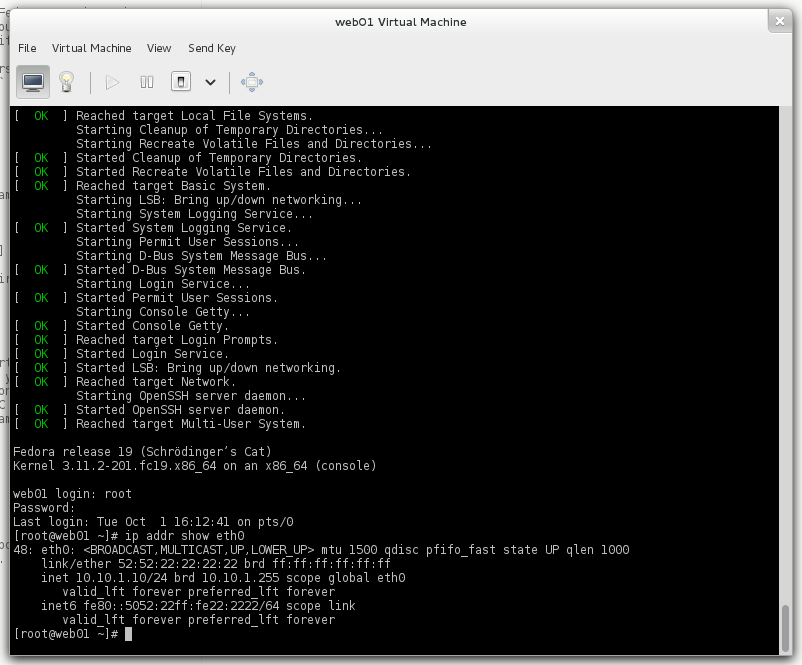 web01 Virtual Machine
File Virtual Machine View Send Key
[ OK ] Reached target Local File Systems.
Starting Cleanup of Temporary Directories...
Starting Recreate Volatile Files and Directories...
[ OK ] Started Cleanup of Temporary Directories.
[ OK ] Started Recreate Volatile Files and Directories.
[ OK ] Reached target Basic System.
Starting LSB: Bring up/down networking...
Starting System Logging Service...
[ OK ] Started System Logging Service.
Starting Permit User Sessions...
Starting D-Bus System Message Bus...
[ OK ] Started D-Bus System Message Bus.
Starting Login Service...
[ OK ] Started Permit User Sessions.
Starting Console Getty...
[ OK ] Started Console Getty.
[ OK ] Reached target Login Prompts.
[ OK ] Started Login Service.
[ OK ] Started LSB: Bring up/down networking.
[ OK ] Reached target Network.
Starting OpenSSH server daemon...
[ OK ] Started OpenSSH server daemon.
[ OK ] Reached target Multi-User System.
Fedora release 19 (Schrödinger's Cat)
Kernel 3.11.2-201.fc19.x86_64 on an x86_64 (console)
web01 login: root
Password:
Last login: Tue Oct  1 16:12:41 on pts/0
[root@web01 ~]# ip addr show eth0
48: eth0: <BROADCAST,MULTICAST,UP,LOWER_UP> mtu 1500 qdisc pfifo_fast state UP qlen 1000
link/ether 52:52:22:22:22:22 brd ff:ff:ff:ff:ff:ff
inet 10.10.1.10/24 brd 10.10.1.255 scope global eth0
valid_lft forever preferred_lft forever
inet6 fe80::5052:22ff:fe22:2222/64 scope link
valid_lft forever preferred_lft forever
[root@web01 ~]#